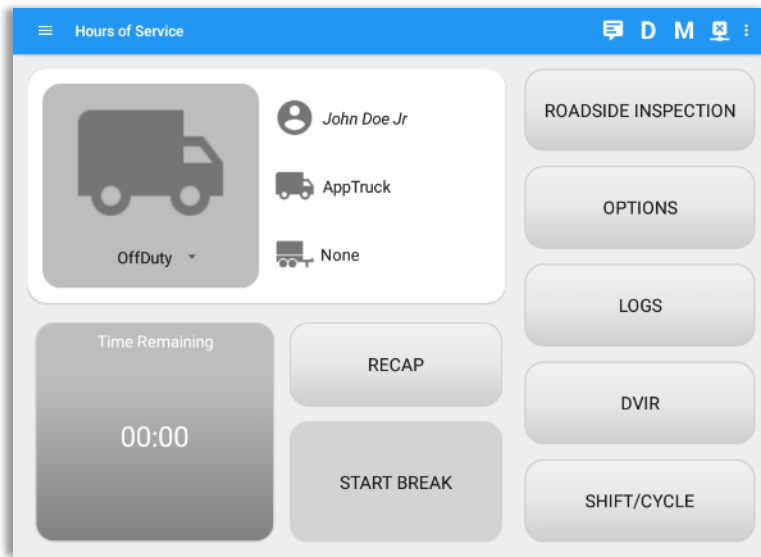 Hours of Service
D M
John Doe Jr
AppTruck
None
OffDuty
Time Remaining
00:00
RECAP
START BREAK
ROADSIDE INSPECTION
OPTIONS
LOGS
DVIR
SHIFT/CYCLE